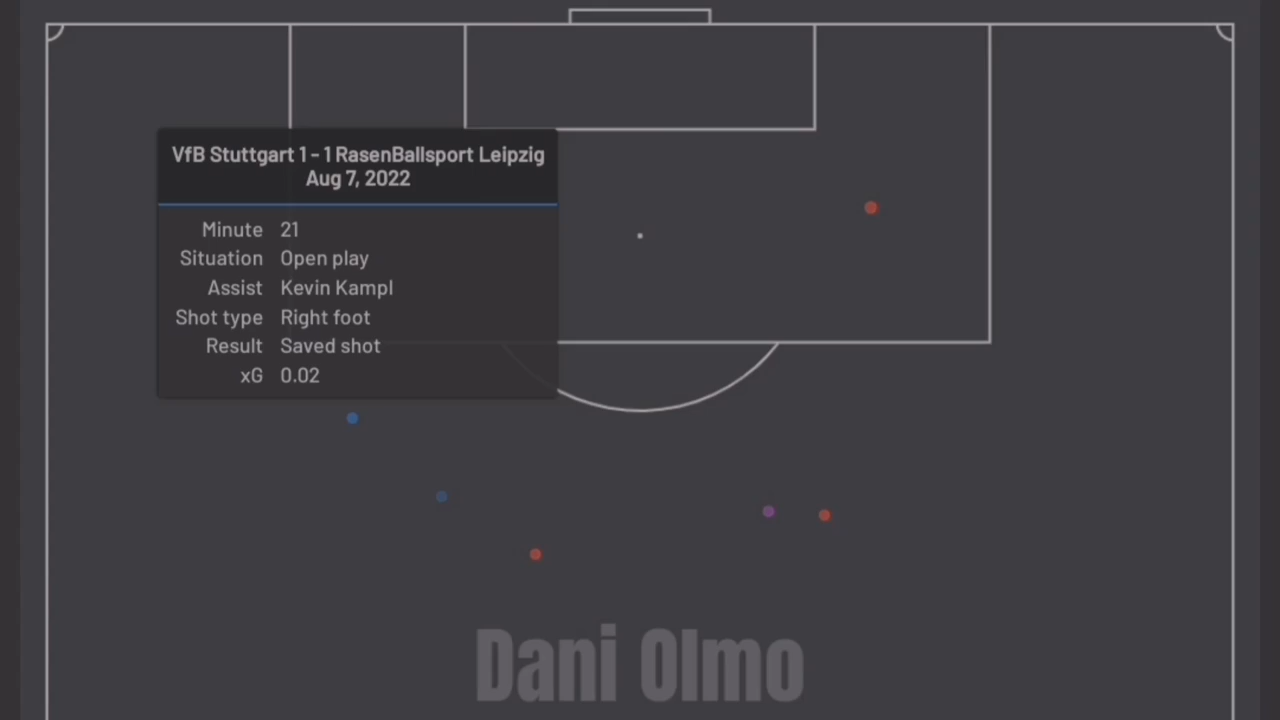 VfB Stuttgart 1 - 1 RasenBallsport Leipzig
Aug 7, 2022
Minute 21
Situation Open play
Assist Kevin Kampl
Shot type Right foot
Result Saved shot
xG 0.02
Dani Olmo